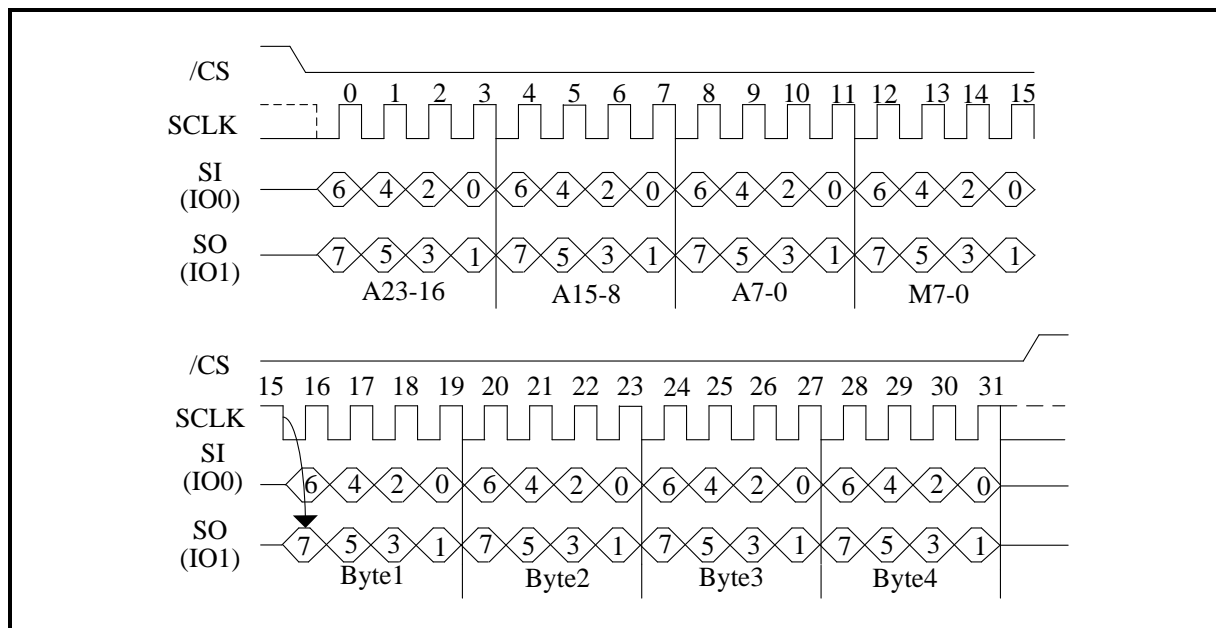 /CS
0 1 2 3 4 5 6 7 8 9 10 11 12 13 14 15
SCLK
SI
(IO0)
6 4 2 0 6 4 2 0 6 4 2 0 6 4 2 0
SO
(IO1)
7 5 3 1 7 5 3 1 7 5 3 1 7 5 3 1
A23-16 A15-8 A7-0 M7-0
/CS
15 16 17 18 19 20 21 22 23 24 25 26 27 28 29 30 31
SCLK
SI
(IO0)
6 4 2 0 6 4 2 0 6 4 2 0 6 4 2 0
SO
(IO1)
7 5 3 1 7 5 3 1 7 5 3 1 7 5 3 1
Byte1 Byte2 Byte3 Byte4